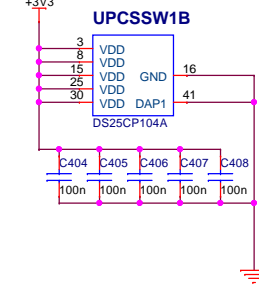 +3V3
UPCSSW1B
3 VDD
8 VDD
15 VDD GND 16
25 VDD
30 VDD DAP1 41
DS25CP104A
C404 C405 C406 C407 C408
100n 100n 100n 100n 100n